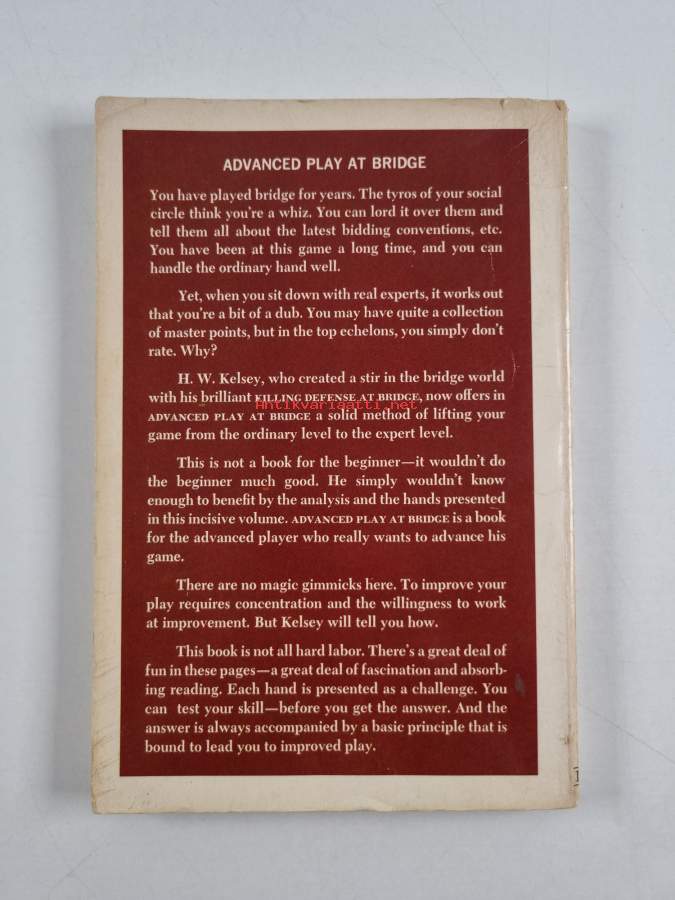 ADVANCED PLAY AT BRIDGE
You have played bridge for years. The tyros of your social
circle think you're a whiz. You can lord it over them and
tell them all about the latest bidding conventions, etc.
You have been at this game a long time, and you can
handle the ordinary hand well.
Yet, when you sit down with real experts, it works out
that you're a bit of a dub. You may have quite a collection
of master points, but in the top echelons, you simply don't
rate. Why?
H. W. Kelsey, who created a stir in the bridge world
with his brilliant KILLING DEFENSE AT BRIDGE, now offers in
Antikvariaatti.net
ADVANCED PLAY AT BRIDGE a solid method of lifting your
game from the ordinary level to the expert level.
This is not a book for the beginner—it wouldn't do
the beginner much good. He simply wouldn't know
enough to benefit by the analysis and the hands presented
in this incisive volume. ADVANCED PLAY AT BRIDGE is a book
for the advanced player who really wants to advance his
game.
There are no magic gimmicks here. To improve your
play requires concentration and the willingness to work
at improvement. But Kelsey will tell you how.
This book is not all hard labor. There's a great deal of
fun in these pages—a great deal of fascination and absorb-
ing reading. Each hand is presented as a challenge. You
can test your skill—before you get the answer. And the
answer is always accompanied by a basic principle that is
bound to lead you to improved play.